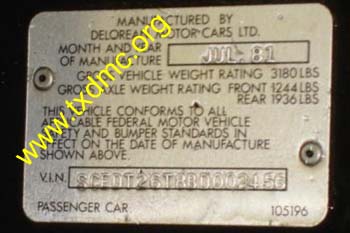 MANUFACTURED BY
DELOREAN MOTOR CARS LTD.
MONTH AND YEAR
OF MANUFACTURE JUL 81
GROSS VEHICLE WEIGHT RATING 3180 LBS
GROSS AXLE WEIGHT RATING FRONT 1244 LBS
REAR 1936 LBS
THIS VEHICLE CONFORMS TO ALL
APPLICABLE FEDERAL MOTOR VEHICLE
SAFETY AND BUMPER STANDARDS IN
EFFECT ON THE DATE OF MANUFACTURE
SHOWN ABOVE.
V.I.N.
PASSENGER CAR 105196
www.txdmc.org